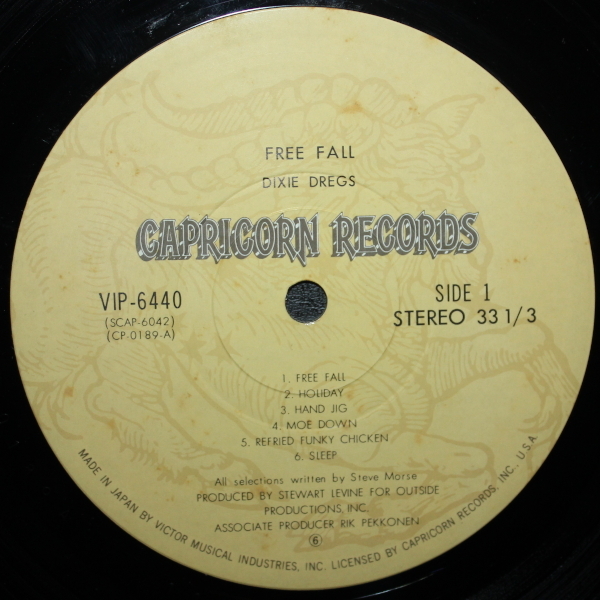 FREE FALL
DIXIE DREGS
CAPRICORN RECORDS
VIP-6440
(SCAP-6042)
(CP-0189-A)
SIDE 1
STEREO 33 1/3
1. FREE FALL
2. HOLIDAY
3. HAND JIG
4. MOE DOWN
5. REFRIED FUNKY CHICKEN
6. SLEEP
All selections written by Steve Morse
PRODUCED BY STEWART LEVINE FOR OUTSIDE
PRODUCTIONS, INC.
ASSOCIATE PRODUCER RIK PEKKONEN
⑥
MADE IN JAPAN BY VICTOR MUSICAL INDUSTRIES, INC. LICENSED BY CAPRICORN RECORDS, INC. U.S.A.